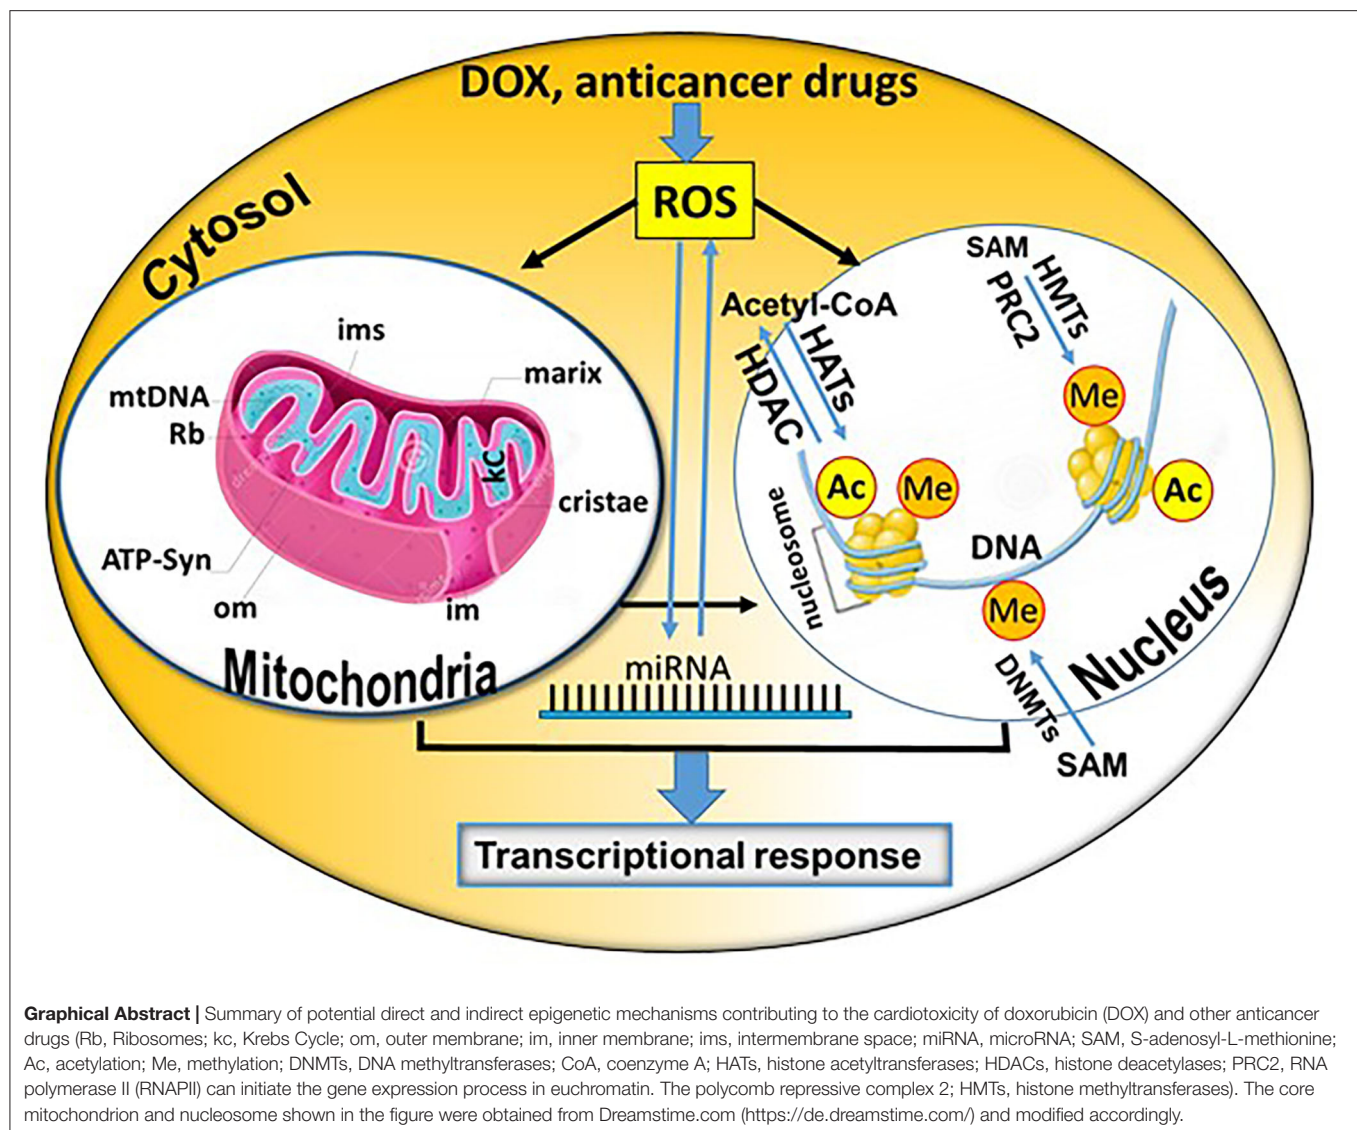 DOX, anticancer drugs
ROS
Cytosol
SAM
HMTs
PRC2
Acetyl-CoA
HATs
HDAC
ims
marix
mtDNA
Rb
kC
cristae
ATP-Syn
om
im
Mitochondria
Me
Ac
Me
Ac
nucleosome
DNA
Me
Nucleus
DNMTs
SAM
miRNA
Transcriptional response
Graphical Abstract | Summary of potential direct and indirect epigenetic mechanisms contributing to the cardiotoxicity of doxorubicin (DOX) and other anticancer
drugs (Rb, Ribosomes; kc, Krebs Cycle; om, outer membrane; im, inner membrane; ims, intermembrane space; miRNA, microRNA; SAM, S-adenosyl-L-methionine;
Ac, acetylation; Me, methylation; DNMTs, DNA methyltransferases; CoA, coenzyme A; HATs, histone acetyltransferases; HDACs, histone deacetylases; PRC2, RNA
polymerase II (RNAPII) can initiate the gene expression process in euchromatin. The polycomb repressive complex 2; HMTs, histone methyltransferases). The core
mitochondrion and nucleosome shown in the figure were obtained from Dreamstime.com (https://de.dreamstime.com/) and modified accordingly.